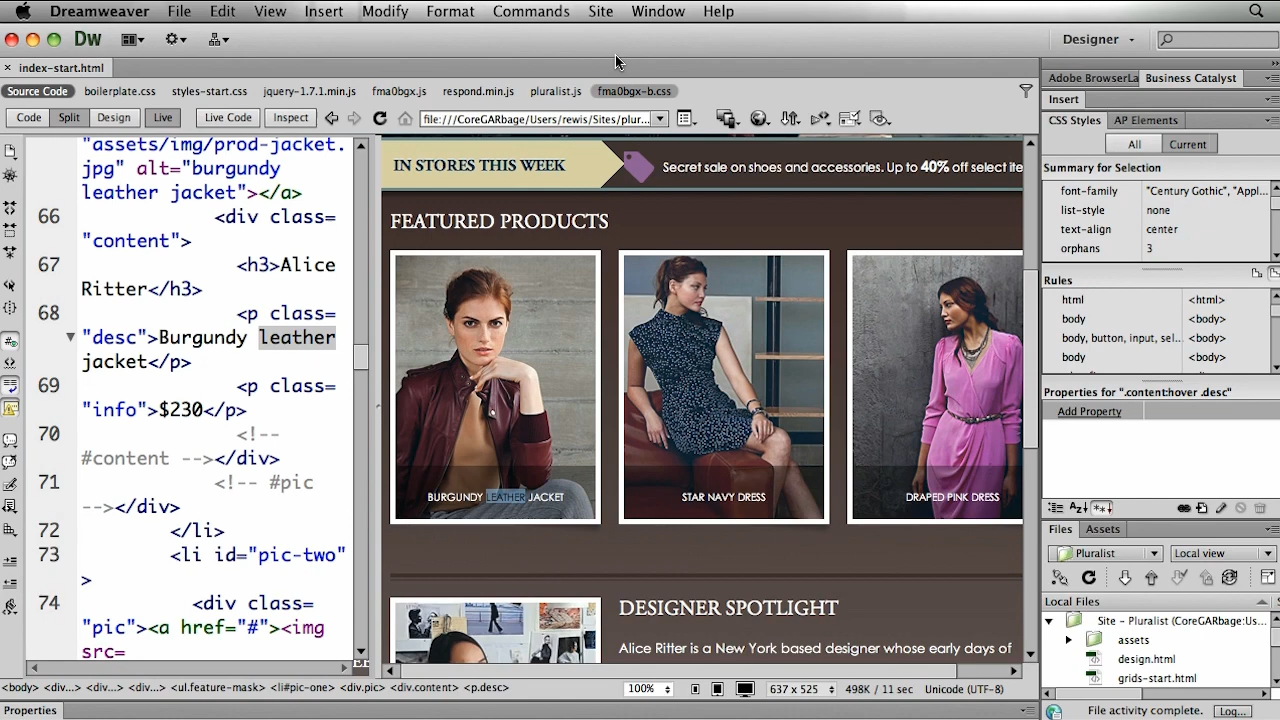 Dreamweaver File Edit View Insert Modify Format Commands Site Window Help
Dw Designer
× index-start.html
Source Code boilerplate.css styles-start.css jquery-1.7.1.min.js fma0bgx.js respond.min.js pluralist.js fma0bgx-b.css
Code Split Design Live Live Code Inspect file:///CoreGARbage/Users/rewis/Sites/plur...
"assets/img/prod-jacket.
jpg" alt="burgundy
leather jacket"></a>
66 <div class=
"content">
67 <h3>Alice
Ritter</h3>
68 <p class=
"desc">Burgundy leather
jacket</p>
69 <p class=
"info">$230</p>
70 <!--
#content --></div>
71 <!-- #pic
--></div>
72 </li>
73 <li id="pic-two"
>
74 <div class=
"pic"><a href="#"><img
src=
IN STORES THIS WEEK
Secret sale on shoes and accessories. Up to 40% off select ite
FEATURED PRODUCTS
BURGUNDY LEATHER JACKET
STAR NAVY DRESS
DRAPED PINK DRESS
DESIGNER SPOTLIGHT
Alice Ritter is a New York based designer whose early days of
Adobe BrowserLa Business Catalyst
Insert
CSS Styles AP Elements
All Current
Summary for Selection
font-family "Century Gothic", "Appl...
list-style none
text-align center
orphans 3
Rules
html <html>
body <body>
body, button, input, sel... <body>
body <body>
Properties for ".content:hover .desc"
Add Property
Files Assets
Pluralist Local view
Local Files
Site - Pluralist (CoreGARbage:Us...
assets
design.html
grids-start.html
File activity complete. Log...
<body> <div...> <div...> <div...> <ul.feature-mask> <li#pic-one> <div.pic> <div.content> <p.desc> 100% 637 x 525 498K / 11 sec Unicode (UTF-8)
Properties